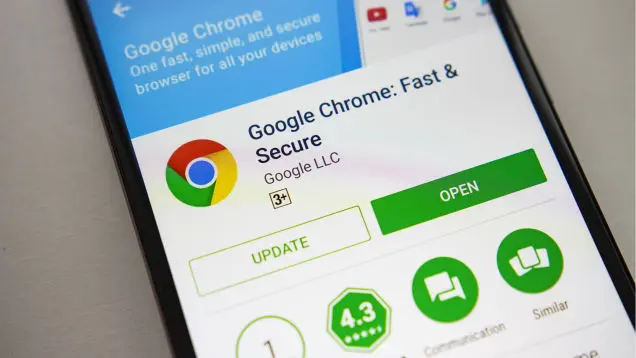 Google Chrome
One fast, simple, and secure
browser for all your devices
Google Chrome: Fast &
Secure
Google LLC
3+
UPDATE
OPEN
1
4.3
Communication
Similar